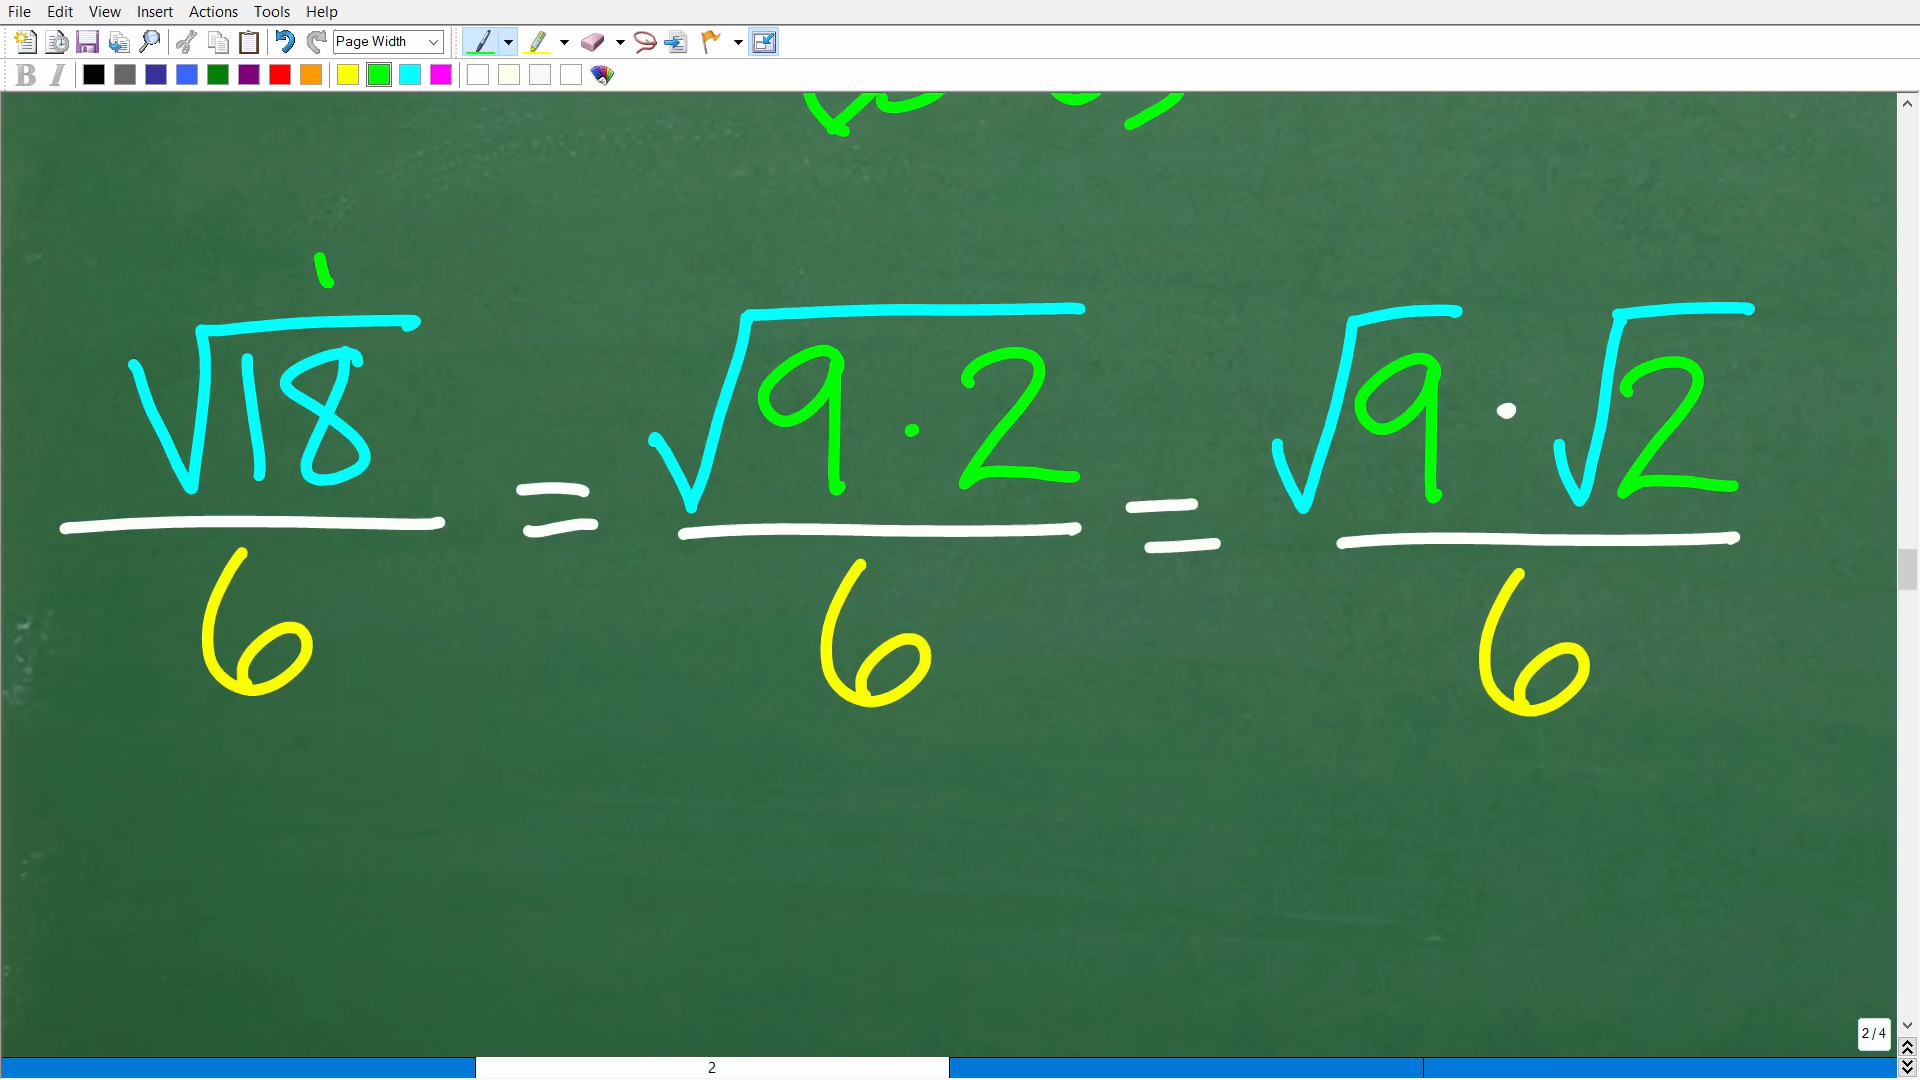 File Edit View Insert Actions Tools Help
Page Width
B I
√18/6 = √(9·2)/6 = √9 · √2/6
2 / 4
2